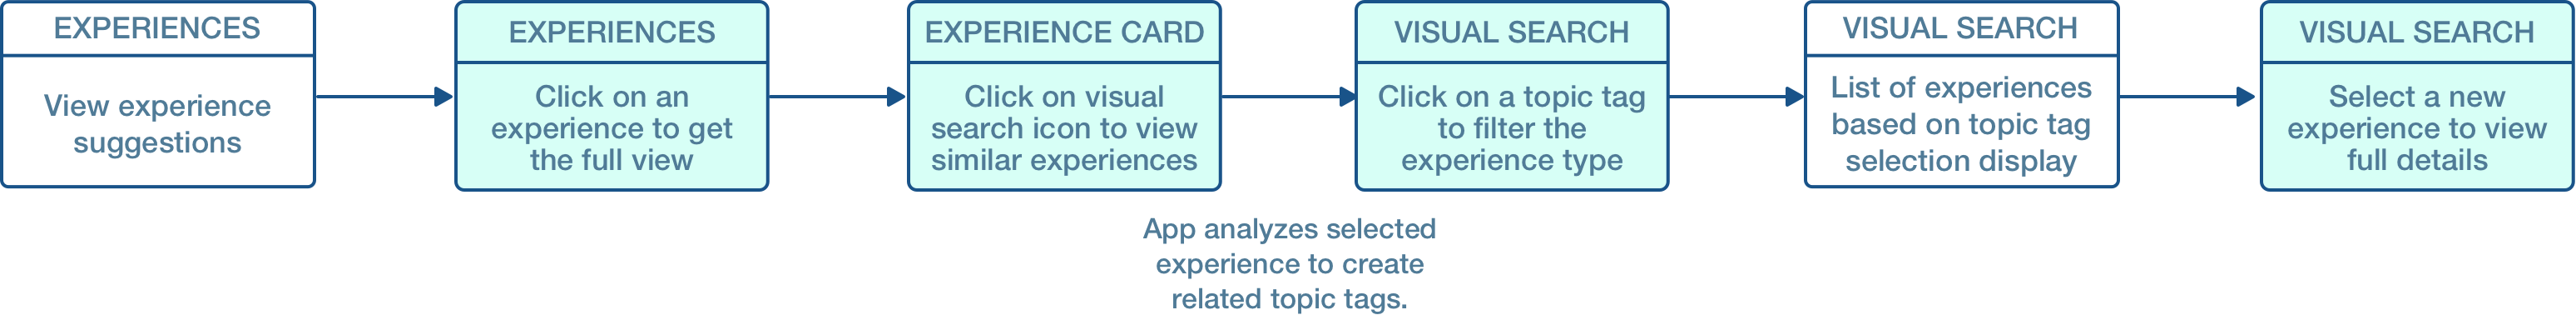 EXPERIENCES
View experience
suggestions
EXPERIENCES
Click on an
experience to get
the full view
EXPERIENCE CARD
Click on visual
search icon to view
similar experiences
VISUAL SEARCH
Click on a topic tag
to filter the
experience type
VISUAL SEARCH
List of experiences
based on topic tag
selection display
VISUAL SEARCH
Select a new
experience to view
full details
App analyzes selected
experience to create
related topic tags.